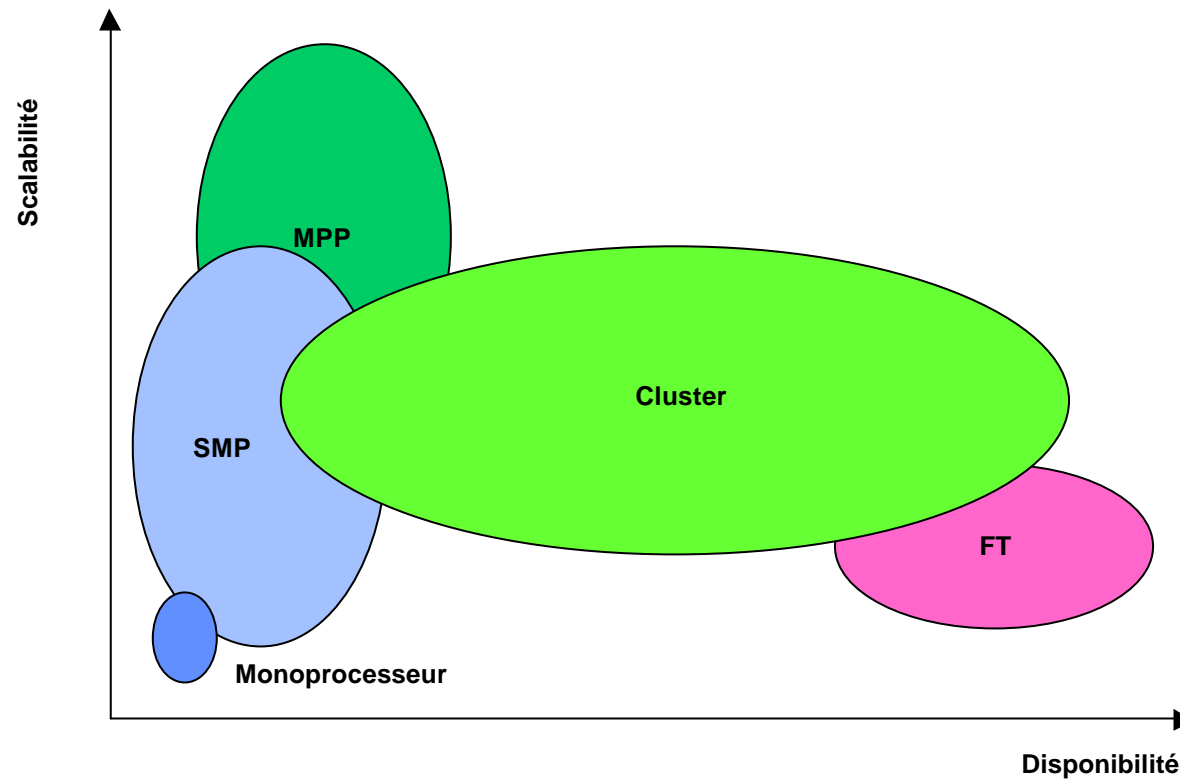 Scalabilité
MPP
Cluster
SMP
FT
Monoprocesseur
Disponibilité